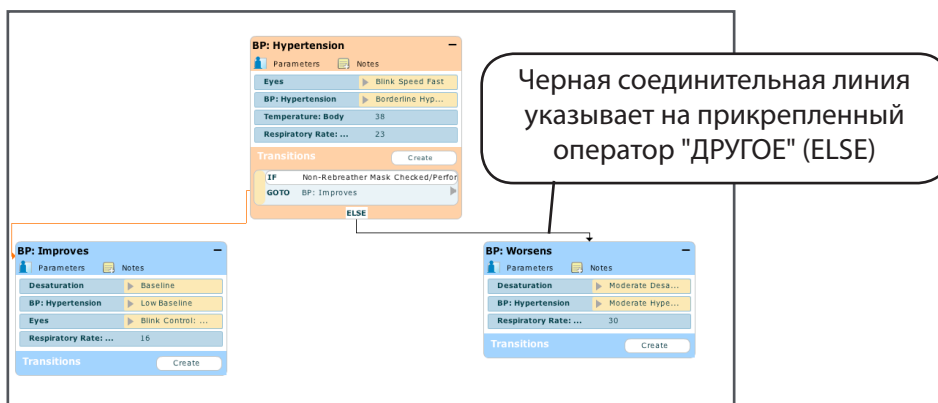 BP: Hypertension
Parameters Notes
Eyes Blink Speed Fast
BP: Hypertension Borderline Hyp...
Temperature: Body 38
Respiratory Rate: ... 23
Transitions Create
IF Non-Rebreather Mask Checked/Perfor
GOTO BP: Improves
ELSE
Черная соединительная линия
указывает на прикрепленный
оператор "ДРУГОЕ" (ELSE)
BP: Improves
Parameters Notes
Desaturation Baseline
BP: Hypertension Low Baseline
Eyes Blink Control: ...
Respiratory Rate: ... 16
Transitions Create
BP: Worsens
Parameters Notes
Desaturation Moderate Desa...
BP: Hypertension Moderate Hype...
Respiratory Rate: ... 30
Transitions Create